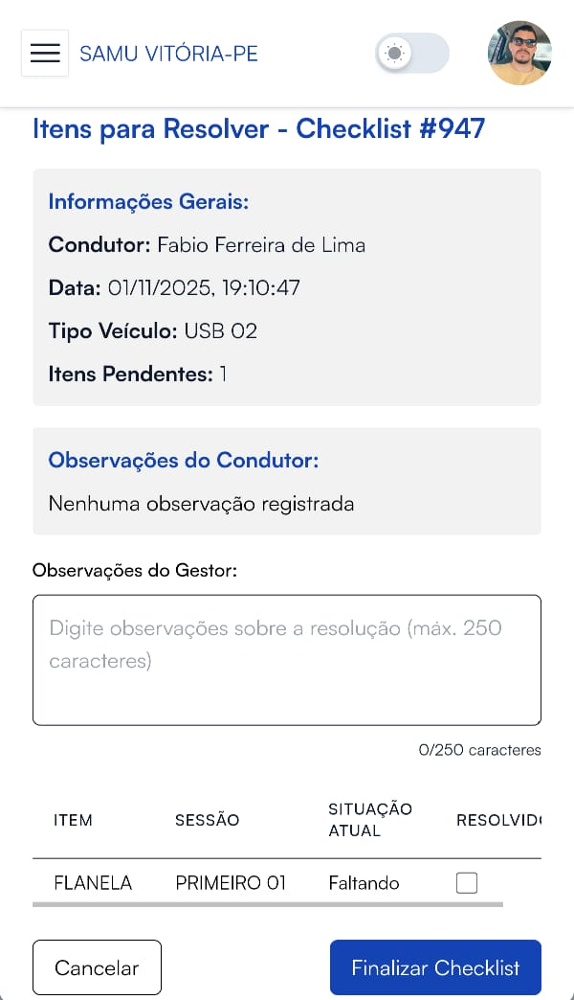 SAMU VITÓRIA-PE
Itens para Resolver - Checklist #947
Informações Gerais:
Condutor: Fabio Ferreira de Lima
Data: 01/11/2025, 19:10:47
Tipo Veículo: USB 02
Itens Pendentes: 1
Observações do Condutor:
Nenhuma observação registrada
Observações do Gestor:
Digite observações sobre a resolução (máx. 250
caracteres)
0/250 caracteres
ITEM SESSÃO SITUAÇÃO ATUAL RESOLVIDO
FLANELA PRIMEIRO 01 Faltando
Cancelar Finalizar Checklist